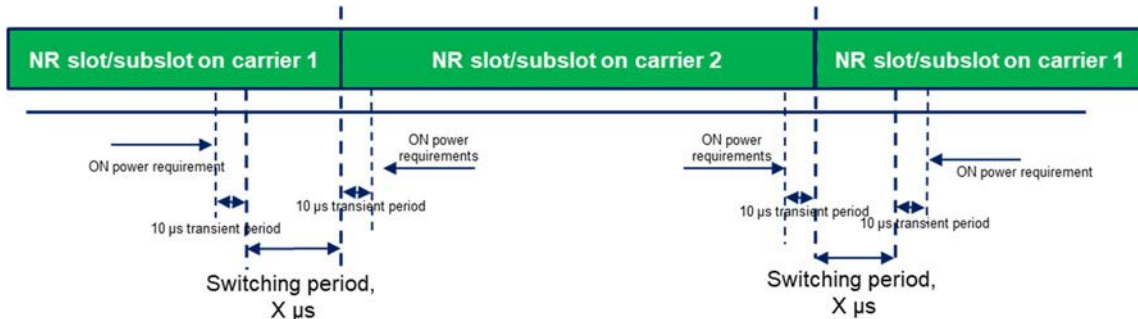 NR slot/subslot on carrier 1
NR slot/subslot on carrier 2
NR slot/subslot on carrier 1
ON power requirement
ON power
requirements
ON power
requirements
ON power requirement
10 µs transient period
10 µs transient period
10 µs transient period
10 µs transient period
Switching period,
X µs
Switching period,
X µs